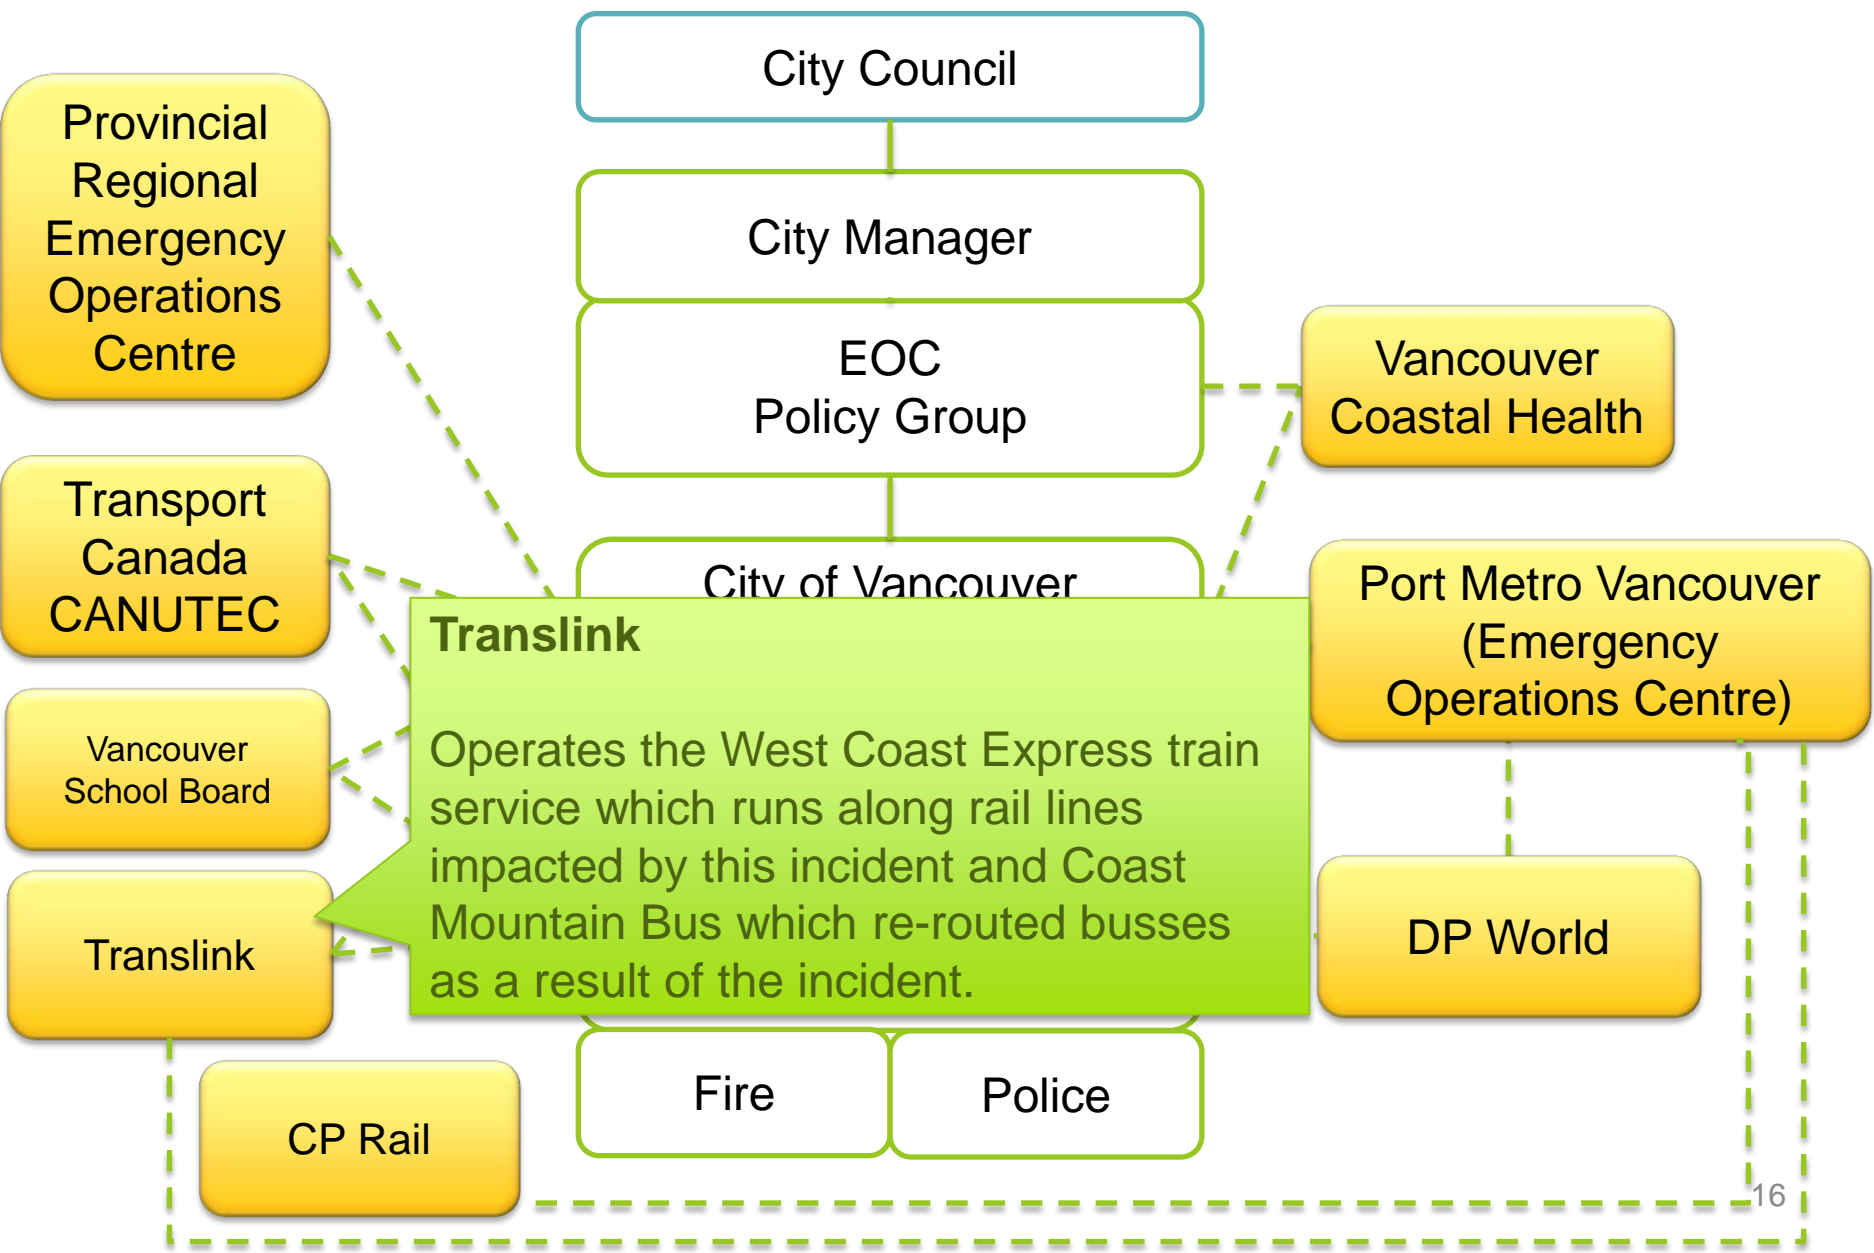 City Council
Provincial
Regional
Emergency
Operations
Centre
City Manager
EOC
Policy Group
Vancouver
Coastal Health
Transport
Canada
CANUTEC
City of Vancouver
Port Metro Vancouver
(Emergency
Operations Centre)
Translink
Operates the West Coast Express train
service which runs along rail lines
impacted by this incident and Coast
Mountain Bus which re-routed busses
as a result of the incident.
Vancouver
School Board
Translink
DP World
Fire
Police
CP Rail
16